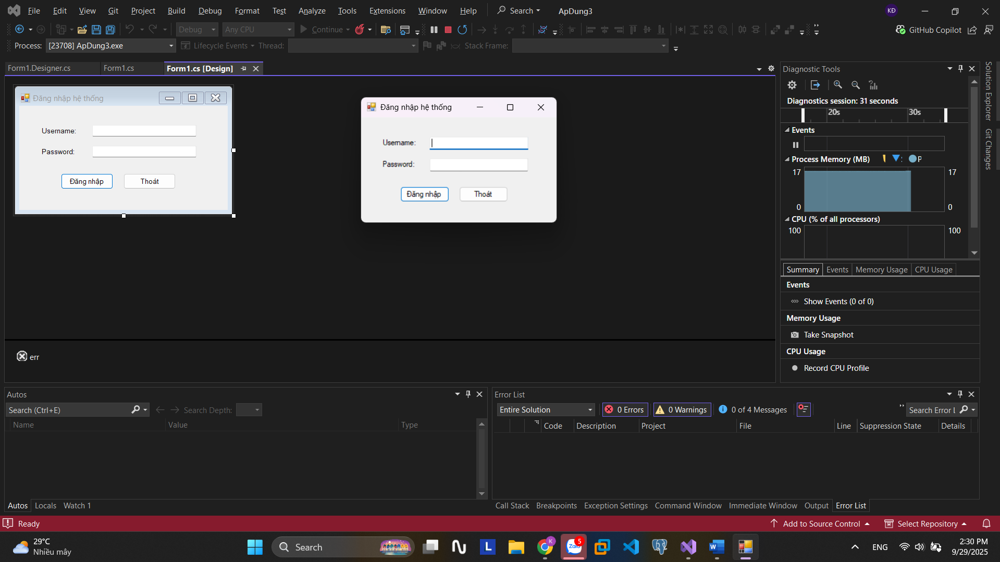 File Edit View Git Project Build Debug Format Test Analyze Tools Extensions Window Help Search ApDung3 KĐ
Debug Any CPU Continue GitHub Copilot
Process: [23708] ApDung3.exe Lifecycle Events Thread: Stack Frame:
Form1.Designer.cs Form1.cs Form1.cs [Design]
Đăng nhập hệ thống
Username:
Password:
Đăng nhập Thoát
Đăng nhập hệ thống
Username:
Password:
Đăng nhập Thoát
err
Diagnostic Tools
Diagnostics session: 31 seconds
20s 30s
Events
Process Memory (MB) P
17 17
0 0
CPU (% of all processors)
100 100
Summary Events Memory Usage CPU Usage
Events
Show Events (0 of 0)
Memory Usage
Take Snapshot
CPU Usage
Record CPU Profile
Solution Explorer
Git Changes
Autos
Search (Ctrl+E) Search Depth:
Name Value Type
Autos Locals Watch 1
Error List
Entire Solution 0 Errors 0 Warnings 0 of 4 Messages Search Error L
Code Description Project File Line Suppression State Details
Call Stack Breakpoints Exception Settings Command Window Immediate Window Output Error List
Ready Add to Source Control Select Repository
29°C
Nhiều mây
Search
L
K
Zalo
5
W
ENG
2:30 PM
9/29/2025